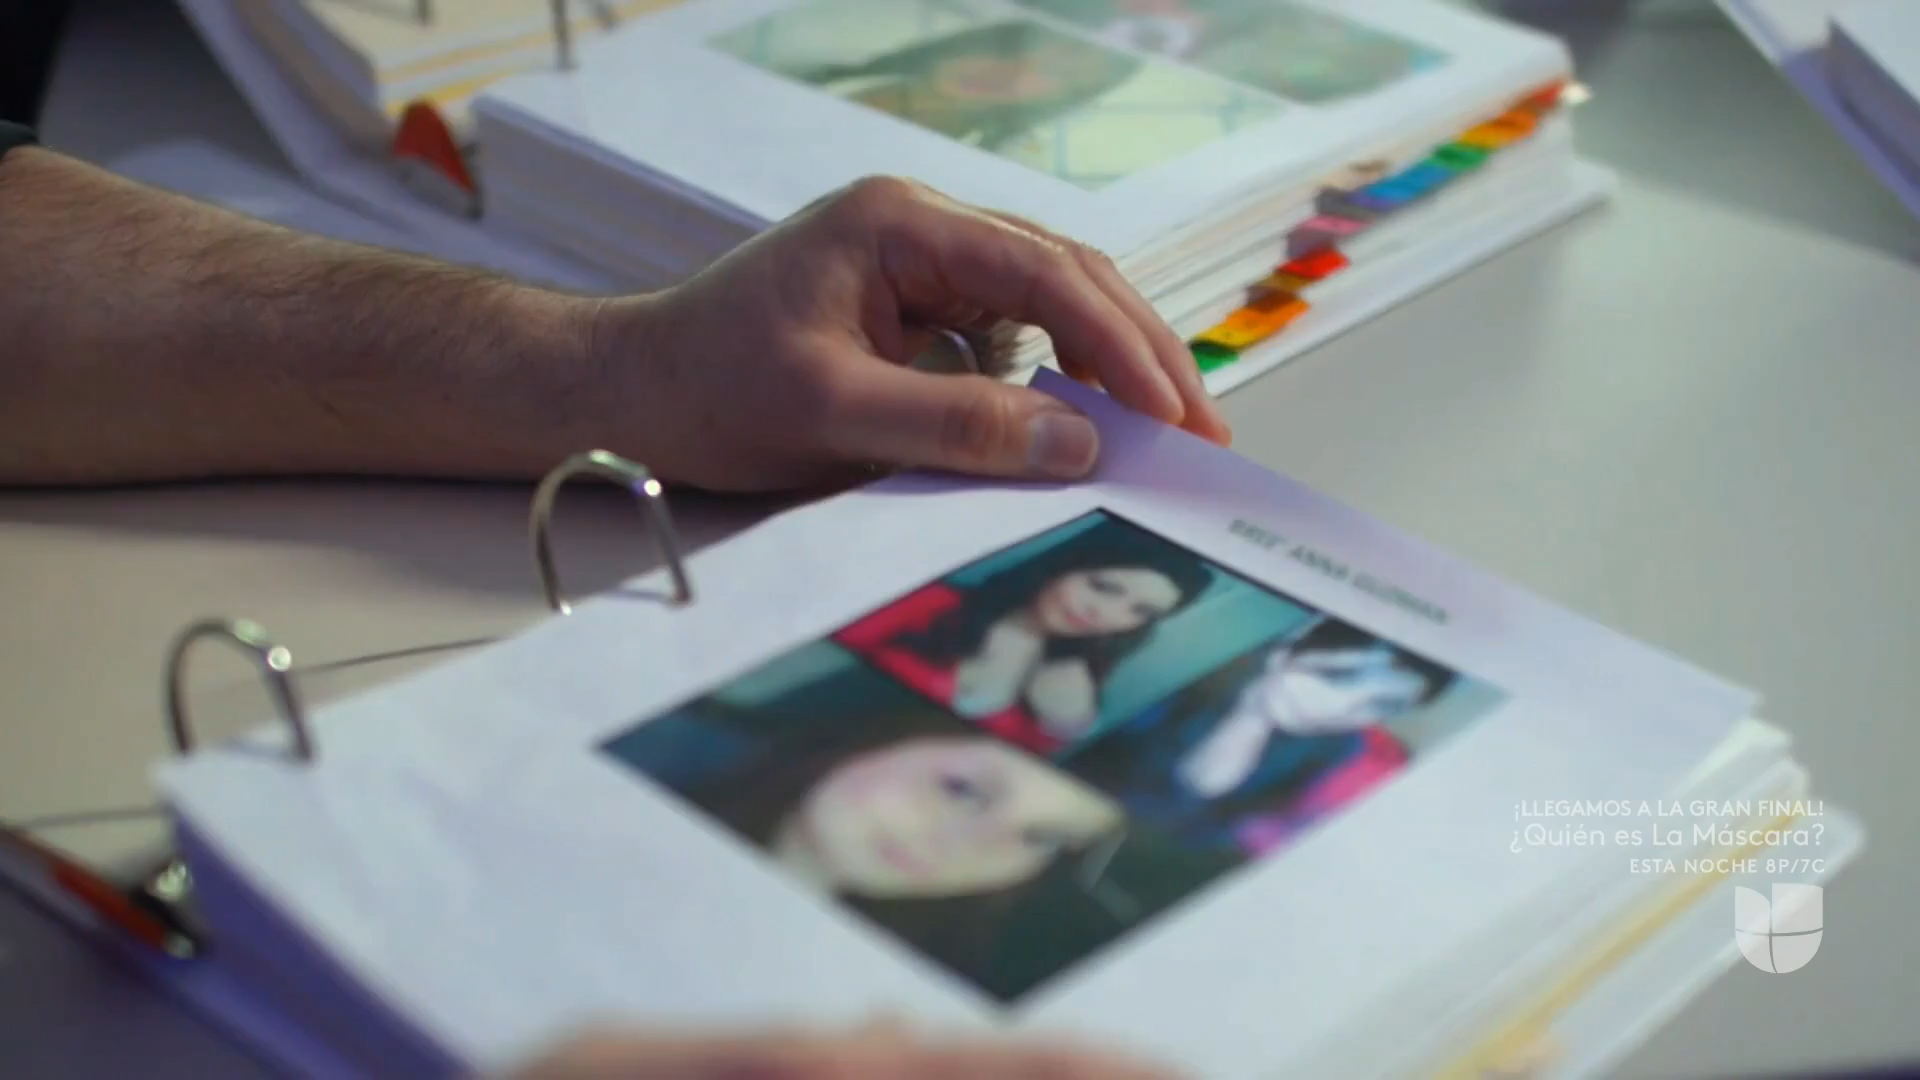 ¡LLEGAMOS A LA GRAN FINAL!
¿Quién es La Máscara?
ESTA NOCHE 8P/7C